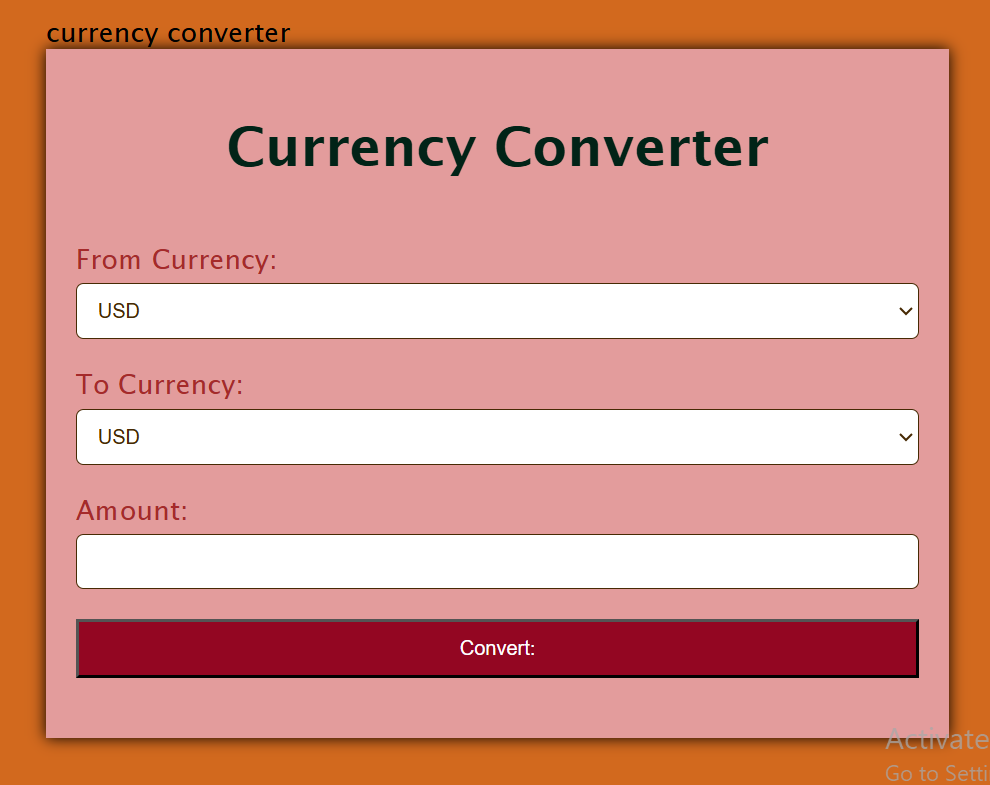 currency converter
Currency Converter
From Currency:
USD
To Currency:
USD
Amount:
Convert:
Activate
Go to Setti